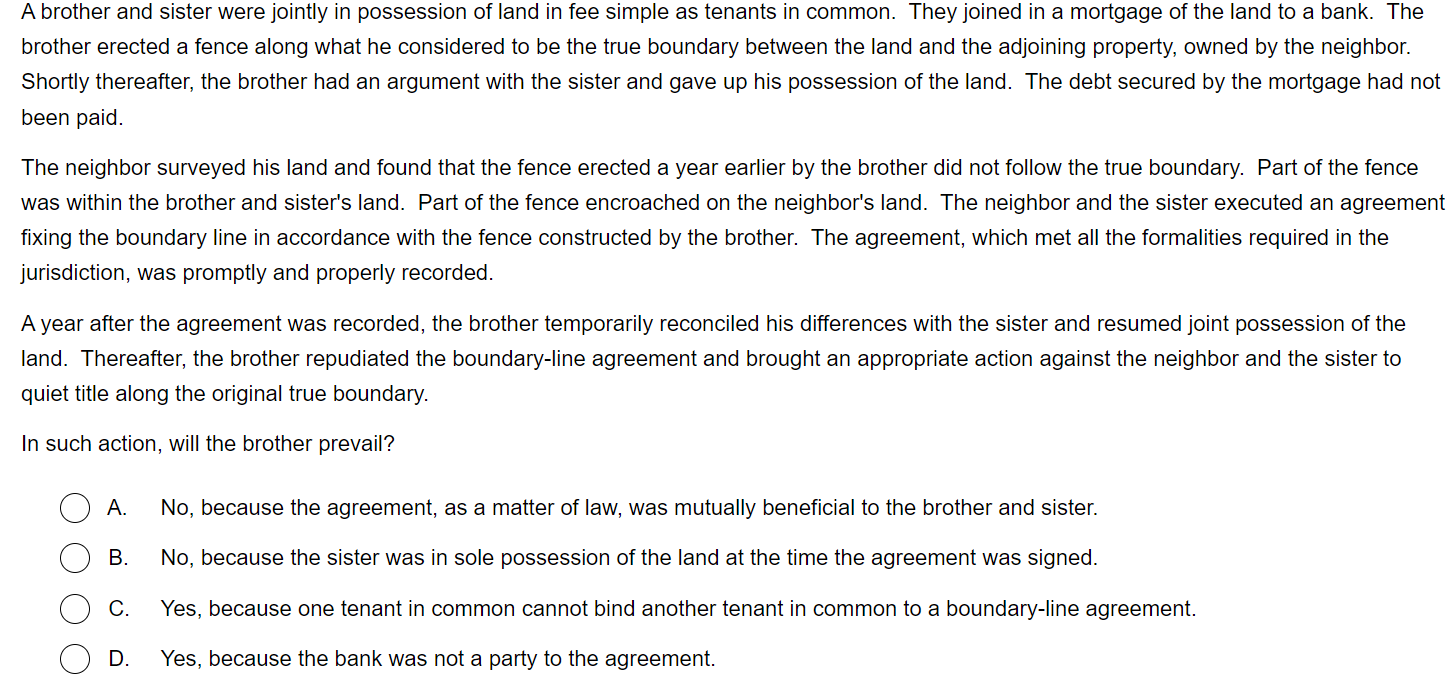 A brother and sister were jointly in possession of land in fee simple as tenants in common.  They joined in a mortgage of the land to a bank.  The
brother erected a fence along what he considered to be the true boundary between the land and the adjoining property, owned by the neighbor.
Shortly thereafter, the brother had an argument with the sister and gave up his possession of the land.  The debt secured by the mortgage had not
been paid.
The neighbor surveyed his land and found that the fence erected a year earlier by the brother did not follow the true boundary.  Part of the fence
was within the brother and sister's land.  Part of the fence encroached on the neighbor's land.  The neighbor and the sister executed an agreement
fixing the boundary line in accordance with the fence constructed by the brother.  The agreement, which met all the formalities required in the
jurisdiction, was promptly and properly recorded.
A year after the agreement was recorded, the brother temporarily reconciled his differences with the sister and resumed joint possession of the
land.  Thereafter, the brother repudiated the boundary-line agreement and brought an appropriate action against the neighbor and the sister to
quiet title along the original true boundary.
In such action, will the brother prevail?
A. No, because the agreement, as a matter of law, was mutually beneficial to the brother and sister.
B. No, because the sister was in sole possession of the land at the time the agreement was signed.
C. Yes, because one tenant in common cannot bind another tenant in common to a boundary-line agreement.
D. Yes, because the bank was not a party to the agreement.